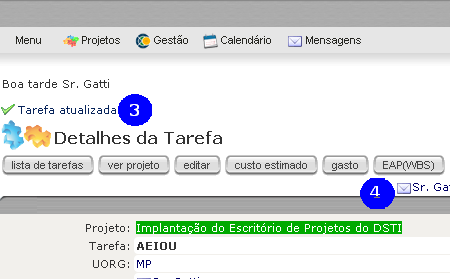 Menu Projetos Gestão Calendário Mensagens
Boa tarde Sr. Gatti
Tarefa atualizada 3
Detalhes da Tarefa
lista de tarefas ver projeto editar custo estimado gasto EAP(WBS)
4 Sr. Gat
Projeto: Implantação do Escritório de Projetos do DSTI
Tarefa: AEIOU
UORG: MP